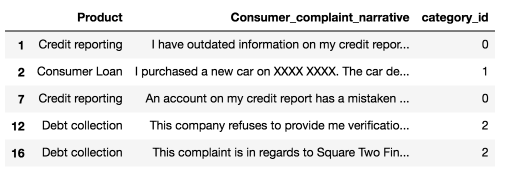 Product Consumer_complaint_narrative category_id
1 Credit reporting I have outdated information on my credit repor... 0
2 Consumer Loan I purchased a new car on XXXX XXXX. The car de... 1
7 Credit reporting An account on my credit report has a mistaken ... 0
12 Debt collection This company refuses to provide me verificatio... 2
16 Debt collection This complaint is in regards to Square Two Fin... 2